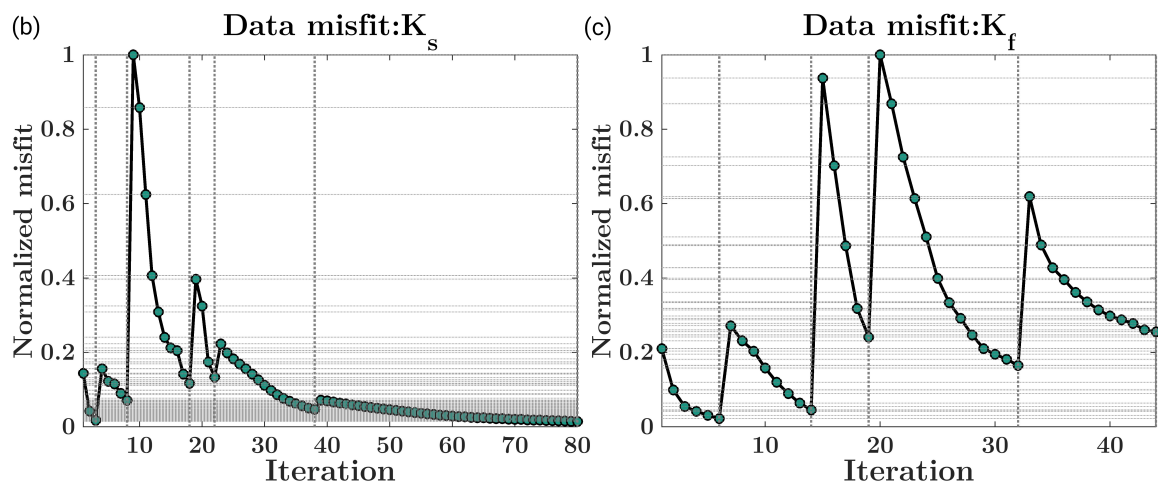 (b)
Data misfit:K_s
Normalized misfit
1
0.8
0.6
0.4
0.2
0
10 20 30 40 50 60 70 80
Iteration
(c)
Data misfit:K_f
Normalized misfit
1
0.8
0.6
0.4
0.2
0
10 20 30 40
Iteration